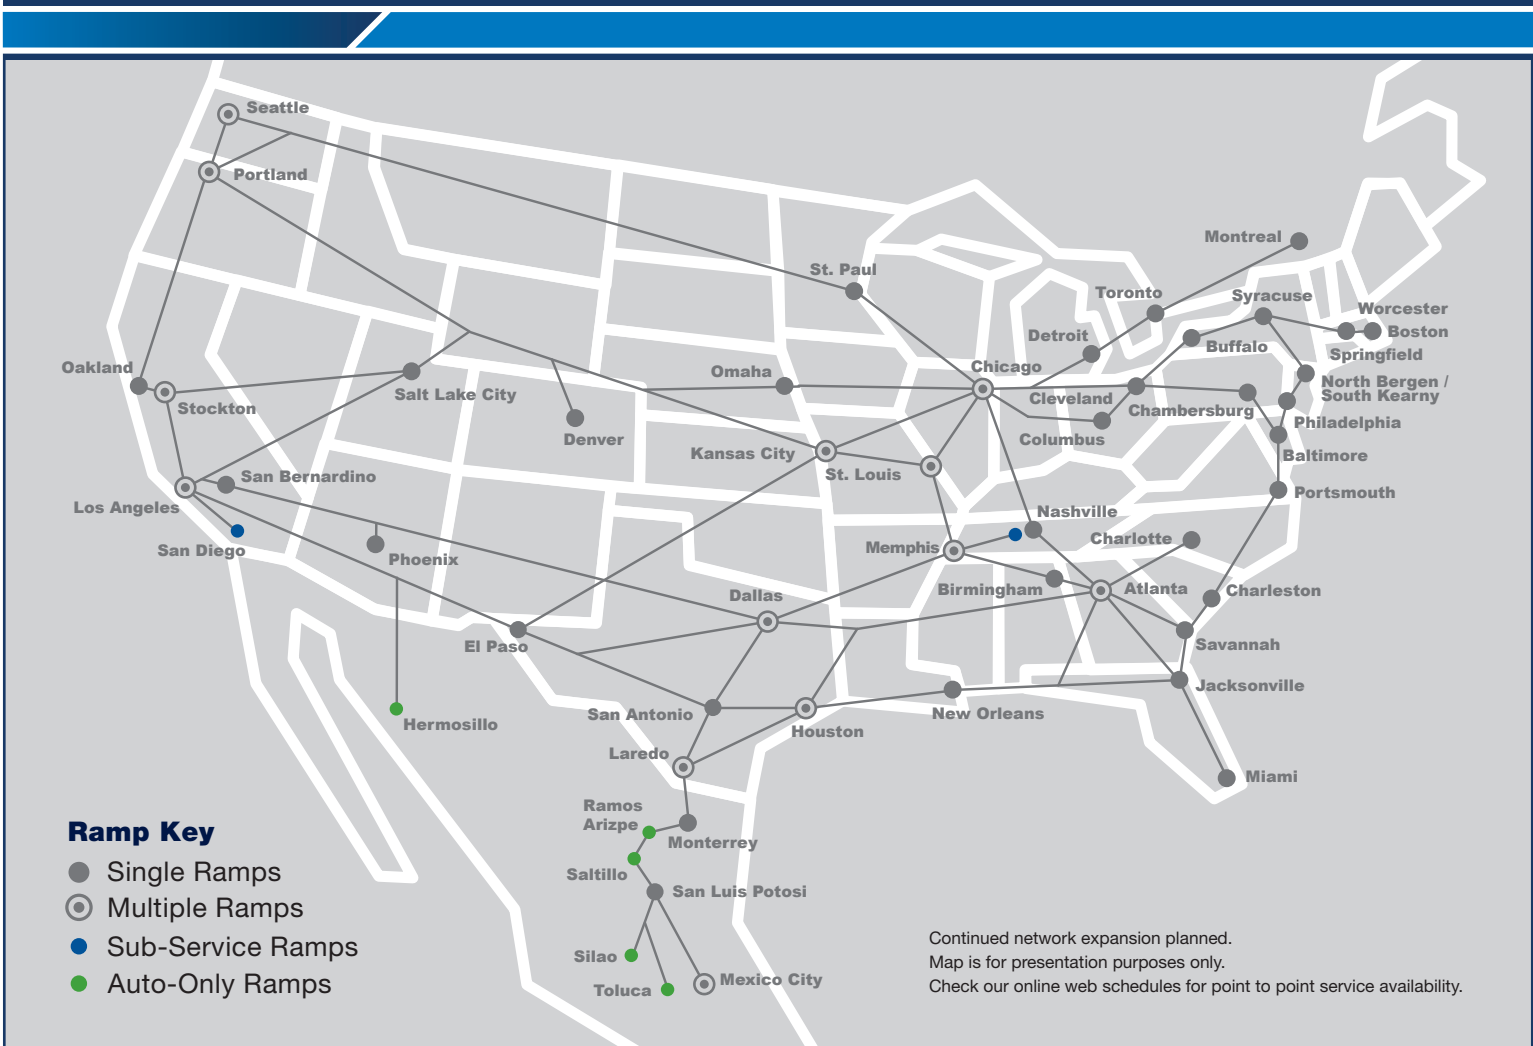 Seattle
Portland
Montreal
St. Paul
Toronto
Syracuse
Worcester
Boston
Detroit
Buffalo
Springfield
Oakland
Chicago
Omaha
Salt Lake City
Stockton
North Bergen /
South Kearny
Cleveland
Chambersburg
Philadelphia
Denver
Columbus
Kansas City
Baltimore
St. Louis
San Bernardino
Portsmouth
Los Angeles
Nashville
Charlotte
San Diego
Memphis
Phoenix
Birmingham
Atlanta
Charleston
Dallas
El Paso
Savannah
Jacksonville
San Antonio
New Orleans
Hermosillo
Houston
Laredo
Miami
Ramos
Arizpe
Monterrey
Saltillo
San Luis Potosi
Silao
Mexico City
Toluca
Ramp Key
Single Ramps
Multiple Ramps
Sub-Service Ramps
Auto-Only Ramps
Continued network expansion planned.
Map is for presentation purposes only.
Check our online web schedules for point to point service availability.